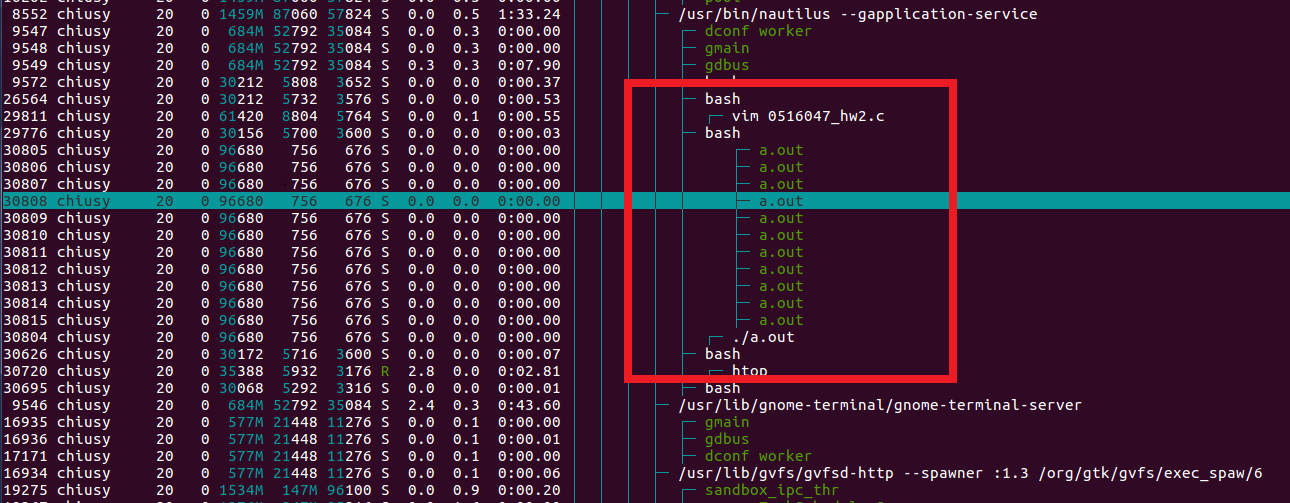 8552 chiusy 20 0 1459M 87060 57824 S 0.0 0.5 1:33.24 /usr/bin/nautilus --gapplication-service
9547 chiusy 20 0 684M 52792 35084 S 0.0 0.3 0:00.00 dconf worker
9548 chiusy 20 0 684M 52792 35084 S 0.0 0.3 0:00.00 gmain
9549 chiusy 20 0 684M 52792 35084 S 0.3 0.3 0:07.90 gdbus
9572 chiusy 20 0 30212 5808 3652 S 0.0 0.0 0:00.37
26564 chiusy 20 0 30212 5732 3576 S 0.0 0.0 0:00.53 bash
29811 chiusy 20 0 61420 8804 5764 S 0.0 0.1 0:00.55 vim 0516047_hw2.c
29776 chiusy 20 0 30156 5700 3600 S 0.0 0.0 0:00.03 bash
30805 chiusy 20 0 96680 756 676 S 0.0 0.0 0:00.00 a.out
30806 chiusy 20 0 96680 756 676 S 0.0 0.0 0:00.00 a.out
30807 chiusy 20 0 96680 756 676 S 0.0 0.0 0:00.00 a.out
30808 chiusy 20 0 96680 756 676 S 0.0 0.0 0:00.00 a.out
30809 chiusy 20 0 96680 756 676 S 0.0 0.0 0:00.00 a.out
30810 chiusy 20 0 96680 756 676 S 0.0 0.0 0:00.00 a.out
30811 chiusy 20 0 96680 756 676 S 0.0 0.0 0:00.00 a.out
30812 chiusy 20 0 96680 756 676 S 0.0 0.0 0:00.00 a.out
30813 chiusy 20 0 96680 756 676 S 0.0 0.0 0:00.00 a.out
30814 chiusy 20 0 96680 756 676 S 0.0 0.0 0:00.00 a.out
30815 chiusy 20 0 96680 756 676 S 0.0 0.0 0:00.00 a.out
30804 chiusy 20 0 96680 756 676 S 0.0 0.0 0:00.00 ./a.out
30626 chiusy 20 0 30172 5716 3600 S 0.0 0.0 0:00.07 bash
30720 chiusy 20 0 35388 5932 3176 R 2.8 0.0 0:02.81 htop
30695 chiusy 20 0 30068 5292 3316 S 0.0 0.0 0:00.01 bash
9546 chiusy 20 0 684M 52792 35084 S 2.4 0.3 0:43.60 /usr/lib/gnome-terminal/gnome-terminal-server
16935 chiusy 20 0 577M 21448 11276 S 0.0 0.1 0:00.00 gmain
16936 chiusy 20 0 577M 21448 11276 S 0.0 0.1 0:00.01 gdbus
17171 chiusy 20 0 577M 21448 11276 S 0.0 0.1 0:00.00 dconf worker
16934 chiusy 20 0 577M 21448 11276 S 0.0 0.1 0:00.06 /usr/lib/gvfs/gvfsd-http --spawner :1.3 /org/gtk/gvfs/exec_spaw/6
19275 chiusy 20 0 1534M 147M 96100 S 0.0 0.9 0:00.20 sandbox_ipc_thr